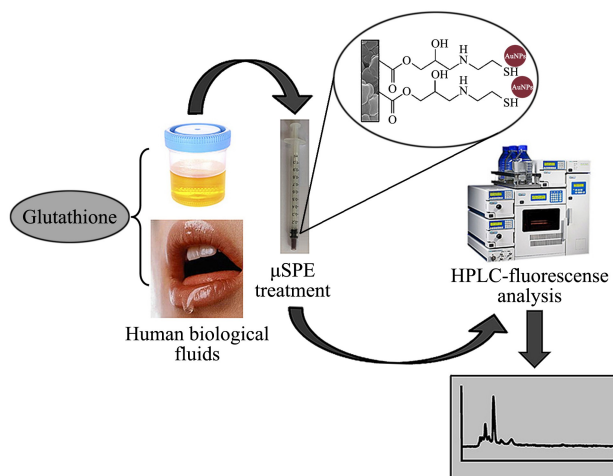 OH
O
N
H
SH
AuNPs
O
OH
O
N
H
SH
AuNPs
O
Glutathione
μSPE
treatment
Human biological
fluids
HPLC-fluorescense
analysis